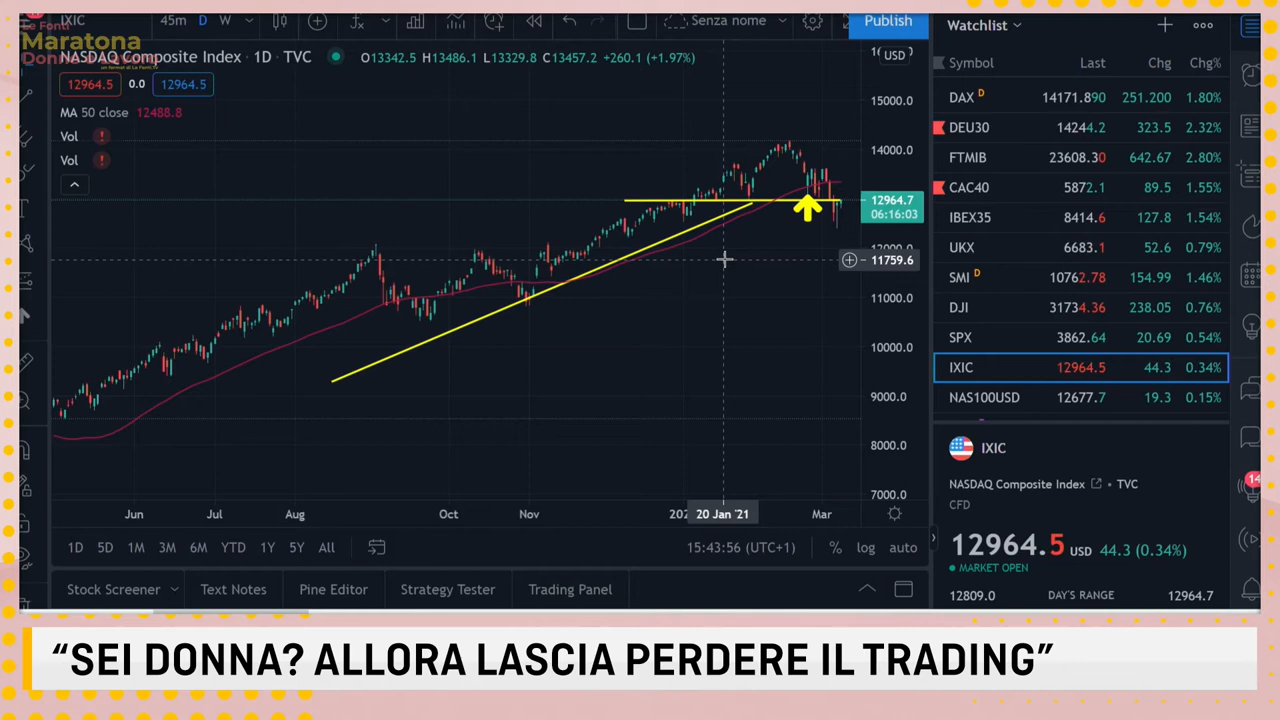 Le Fonti
Maratona
Donne
un format di Le Fonti.TV
IXIC 45m D W Senza nome Publish
NASDAQ Composite Index · 1D · TVC O13342.5 H13486.1 L13329.8 C13457.2 +260.1 (+1.97%)
12964.5 0.0 12964.5
MA 50 close 12488.8
Vol
Vol
USD
15000.0
14000.0
12964.7
06:16:03
12000.0
11759.6
11000.0
10000.0
9000.0
8000.0
7000.0
Jun Jul Aug Oct Nov 202 20 Jan '21 Mar
1D 5D 1M 3M 6M YTD 1Y 5Y All 15:43:56 (UTC+1) % log auto
Stock Screener Text Notes Pine Editor Strategy Tester Trading Panel
Watchlist
Symbol Last Chg Chg%
DAX D 14171.890 251.200 1.80%
DEU30 14244.2 323.5 2.32%
FTMIB 23608.30 642.67 2.80%
CAC40 5872.1 89.5 1.55%
IBEX35 8414.6 127.8 1.54%
UKX 6683.1 52.6 0.79%
SMI D 10762.78 154.99 1.46%
DJI 31734.36 238.05 0.76%
SPX 3862.64 20.69 0.54%
IXIC 12964.5 44.3 0.34%
NAS100USD 12677.7 19.3 0.15%
IXIC
NASDAQ Composite Index · TVC
CFD
12964.5 USD 44.3 (0.34%)
MARKET OPEN
12809.0 DAY'S RANGE 12964.7
14
“SEI DONNA? ALLORA LASCIA PERDERE IL TRADING”